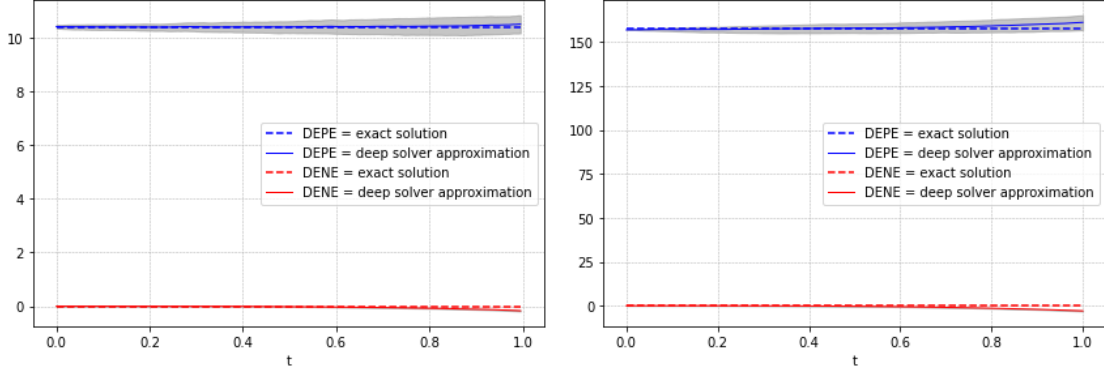 10
8
6
4
2
0
0.0 0.2 0.4 0.6 0.8 1.0
t
DEPE = exact solution
DEPE = deep solver approximation
DENE = exact solution
DENE = deep solver approximation
150
125
100
75
50
25
0
0.0 0.2 0.4 0.6 0.8 1.0
t
DEPE = exact solution
DEPE = deep solver approximation
DENE = exact solution
DENE = deep solver approximation